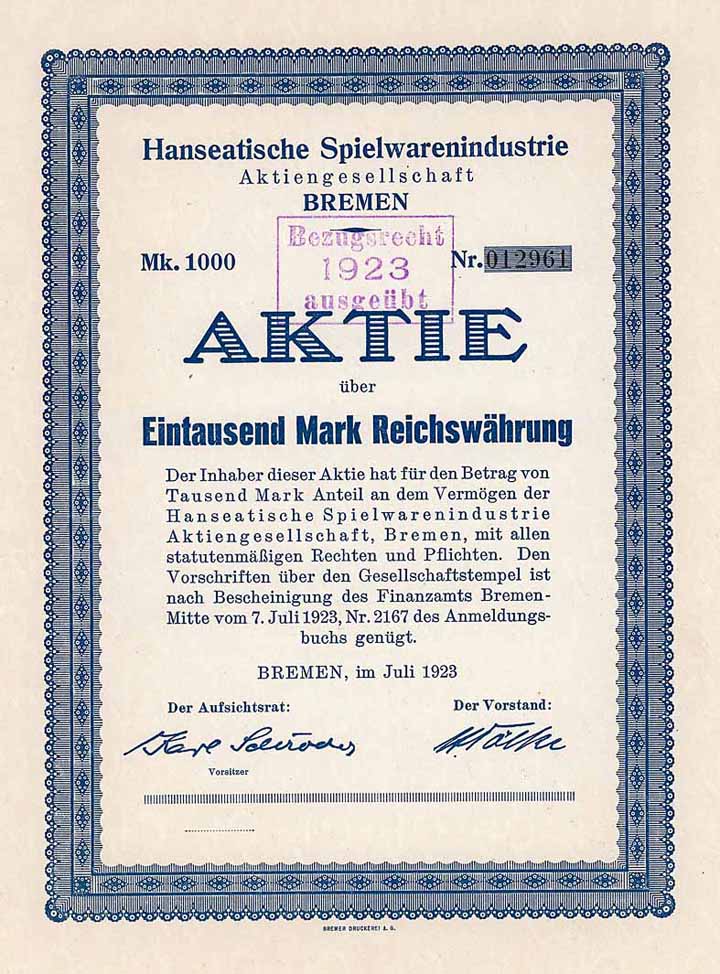 Hanseatische Spielwarenindustrie
Aktiengesellschaft
BREMEN
Bezugsrecht
1923
ausgeübt
Mk. 1000
Nr. 012961
AKTIE
über
Eintausend Mark Reichswährung
Der Inhaber dieser Aktie hat für den Betrag von
Tausend Mark Anteil an dem Vermögen der
Hanseatische Spielwarenindustrie
Aktiengesellschaft, Bremen, mit allen
statutenmäßigen Rechten und Pflichten. Den
Vorschriften über den Gesellschaftstempel ist
nach Bescheinigung des Finanzamts Bremen-
Mitte vom 7. Juli 1923, Nr. 2167 des Anmeldungs-
buchs genügt.
BREMEN, im Juli 1923
Der Aufsichtsrat:
Der Vorstand:
Karl Schröder
Vorsitzer
BREMER DRUCKEREI A. G.